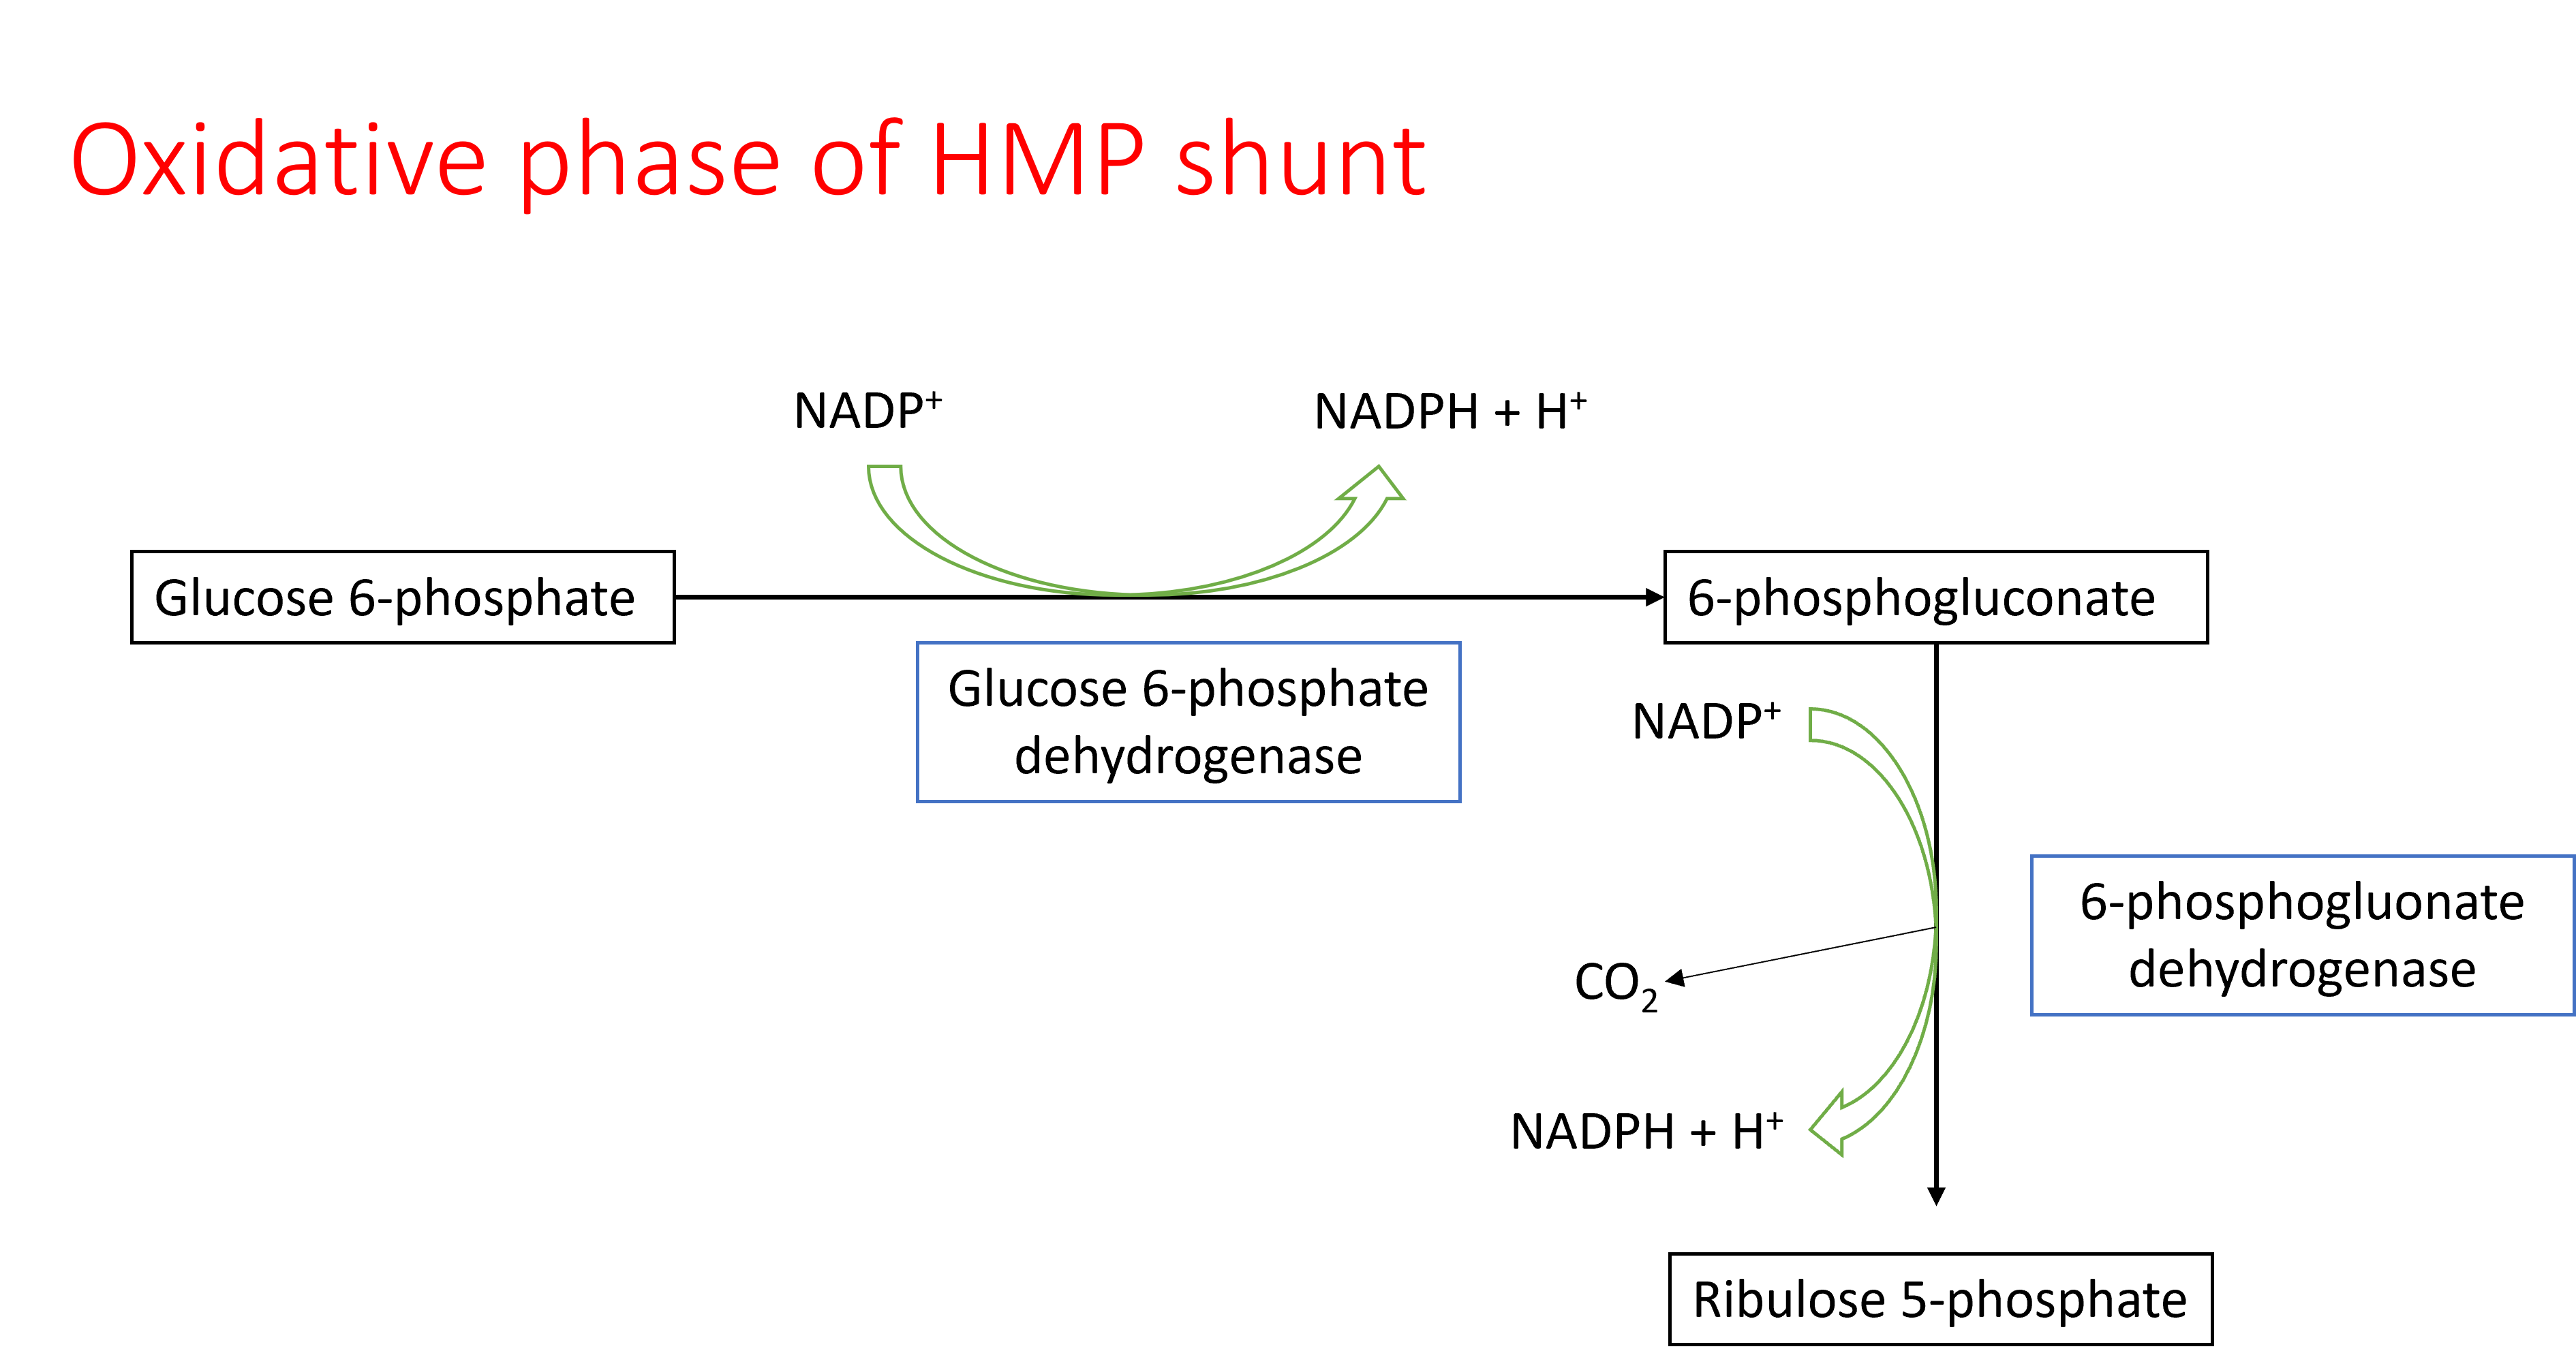 Oxidative phase of HMP shunt
NADP⁺
NADPH + H⁺
Glucose 6-phosphate
6-phosphogluconate
Glucose 6-phosphate
dehydrogenase
NADP⁺
6-phosphogluonate
dehydrogenase
CO₂
NADPH + H⁺
Ribulose 5-phosphate